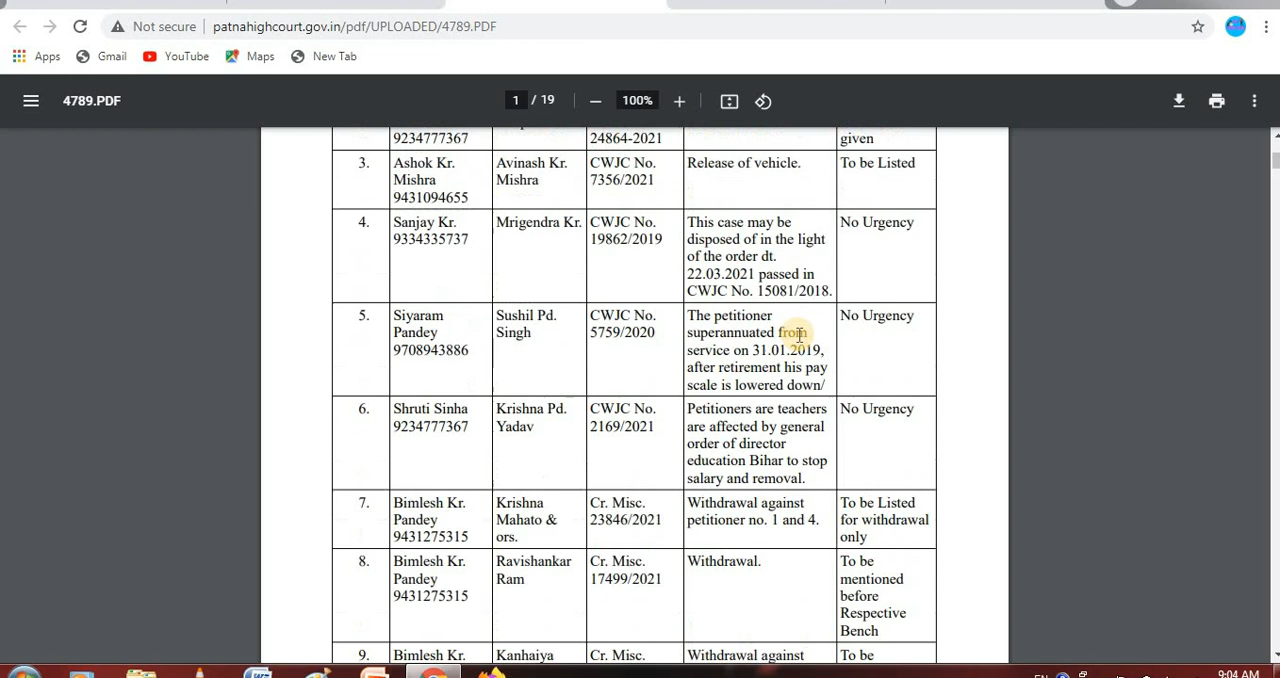 Not secure
patnahighcourt.gov.in/pdf/UPLOADED/4789.PDF
Apps
Gmail
YouTube
Maps
New Tab
4789.PDF
1 / 19
100%
9234777367
24864-2021
given
3.
Ashok Kr.
Mishra
9431094655
Avinash Kr.
Mishra
CWJC No.
7356/2021
Release of vehicle.
To be Listed
4.
Sanjay Kr.
9334335737
Mrigendra Kr.
CWJC No.
19862/2019
This case may be
disposed of in the light
of the order dt.
22.03.2021 passed in
CWJC No. 15081/2018.
No Urgency
5.
Siyaram
Pandey
9708943886
Sushil Pd.
Singh
CWJC No.
5759/2020
The petitioner
superannuated from
service on 31.01.2019,
after retirement his pay
scale is lowered down/
No Urgency
6.
Shruti Sinha
9234777367
Krishna Pd.
Yadav
CWJC No.
2169/2021
Petitioners are teachers
are affected by general
order of director
education Bihar to stop
salary and removal.
No Urgency
7.
Bimlesh Kr.
Pandey
9431275315
Krishna
Mahato &
ors.
Cr. Misc.
23846/2021
Withdrawal against
petitioner no. 1 and 4.
To be Listed
for withdrawal
only
8.
Bimlesh Kr.
Pandey
9431275315
Ravishankar
Ram
Cr. Misc.
17499/2021
Withdrawal.
To be
mentioned
before
Respective
Bench
9.
Bimlesh Kr.
Kanhaiya
Cr. Misc.
Withdrawal against
To be
EN
9:04 AM